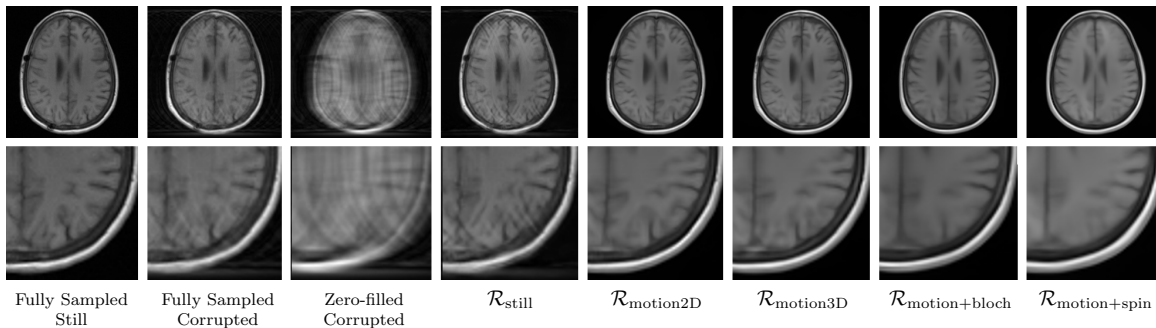 Fully Sampled
Still
Fully Sampled
Corrupted
Zero-filled
Corrupted
ℛstill
ℛmotion2D
ℛmotion3D
ℛmotion+bloch
ℛmotion+spin